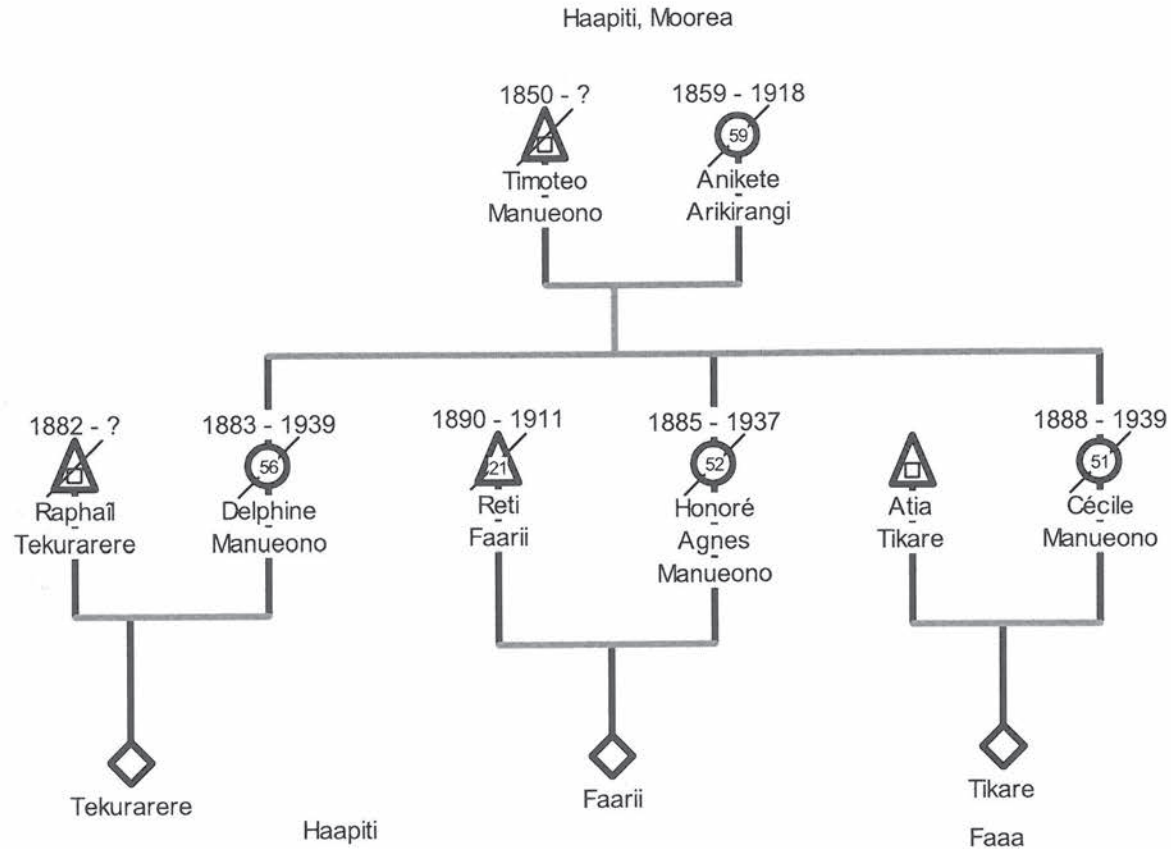 Haapiti, Moorea
1850 - ?
1859 - 1918
59
Timoteo
Manueono
Anikete
Arikirangi
1882 - ?
1883 - 1939
1890 - 1911
1885 - 1937
1888 - 1939
56
21
52
51
Raphaîl
Tekurarere
Delphine
Manueono
Reti
Faarii
Honoré
Agnes
Manueono
Atia
Tikare
Cécile
Manueono
Tekurarere
Faarii
Tikare
Haapiti
Faaa